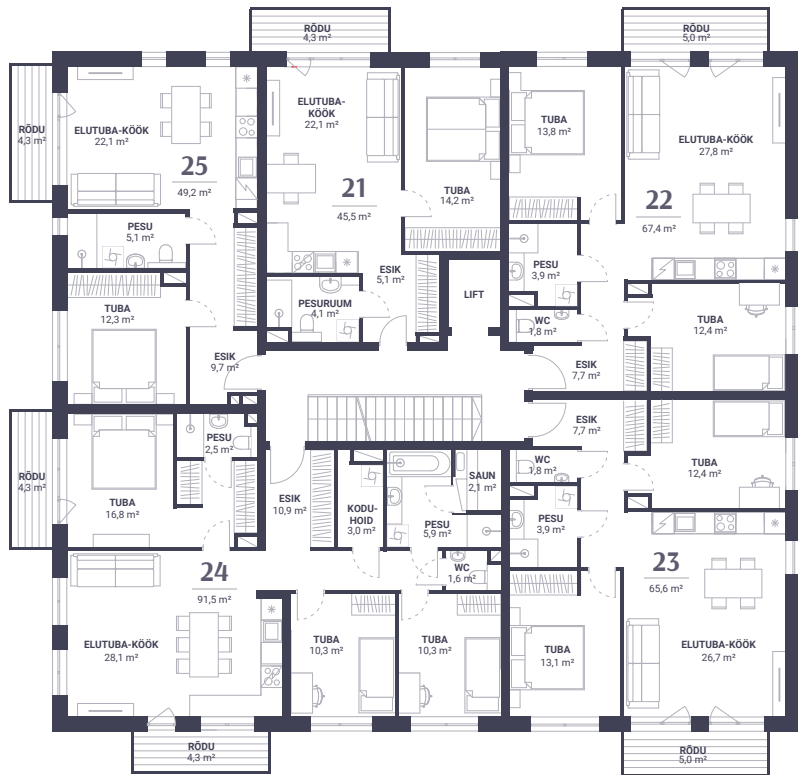 RÕDU
4,3 m²
RÕDU
5,0 m²
RÕDU
4,3 m²
ELUTUBA-KÖÖK
22,1 m²
25
49,2 m²
PESU
5,1 m²
TUBA
12,3 m²
ESIK
9,7 m²
ELUTUBA-
KÖÖK
22,1 m²
21
45,5 m²
TUBA
14,2 m²
ESIK
5,1 m²
PESURUUM
4,1 m²
LIFT
TUBA
13,8 m²
ELUTUBA-KÖÖK
27,8 m²
22
67,4 m²
PESU
3,9 m²
WC
1,8 m²
TUBA
12,4 m²
ESIK
7,7 m²
ESIK
7,7 m²
WC
1,8 m²
TUBA
12,4 m²
PESU
3,9 m²
23
65,6 m²
TUBA
13,1 m²
ELUTUBA-KÖÖK
26,7 m²
RÕDU
5,0 m²
RÕDU
4,3 m²
PESU
2,5 m²
TUBA
16,8 m²
ESIK
10,9 m²
KODU-
HOID
3,0 m²
PESU
5,9 m²
SAUN
2,1 m²
WC
1,6 m²
24
91,5 m²
ELUTUBA-KÖÖK
28,1 m²
TUBA
10,3 m²
TUBA
10,3 m²
RÕDU
4,3 m²